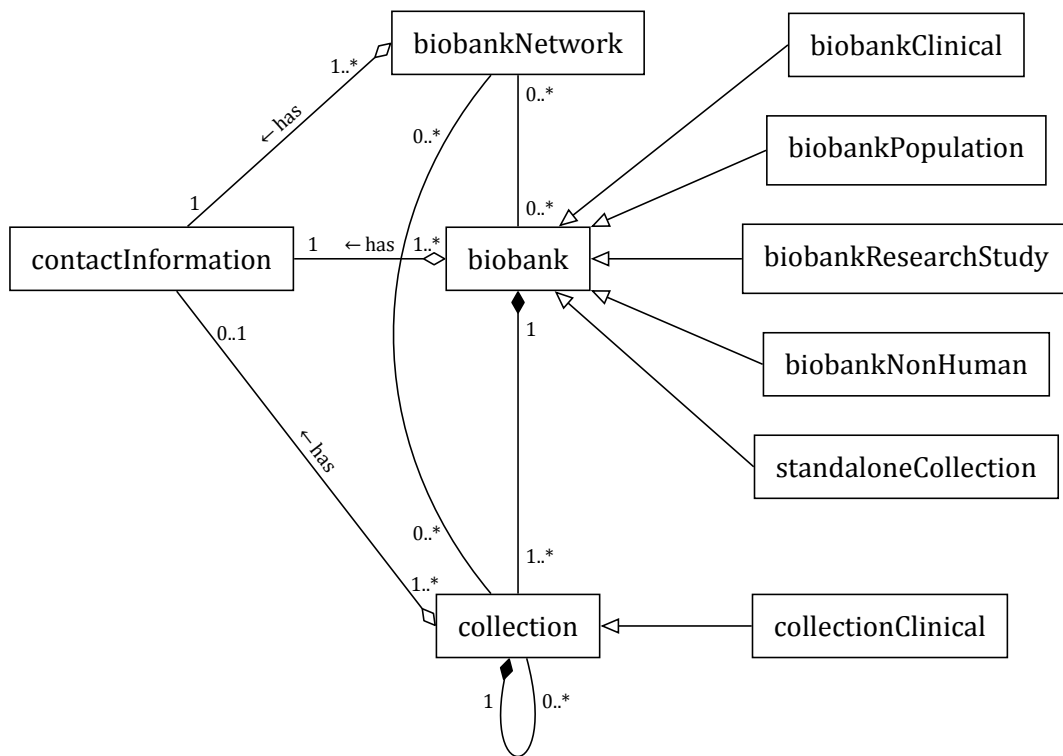 biobankNetwork
biobankClinical
1..*
← has
0..*
0..*
biobankPopulation
1
0..*
contactInformation
1
← has
1..*
biobank
biobankResearchStudy
0..1
1
biobankNonHuman
← has
standaloneCollection
0..*
1..*
1..*
collection
collectionClinical
1
0..*